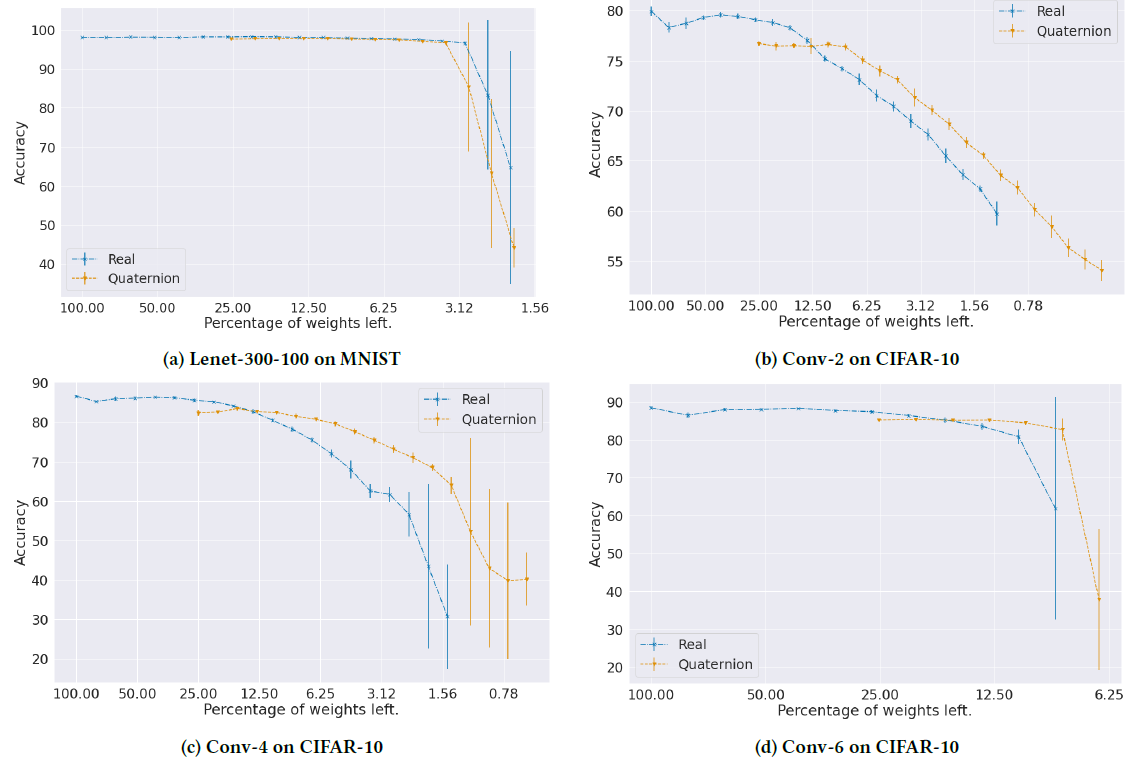 100
90
80
70
60
50
40
Accuracy
Real
Quaternion
100.00 50.00 25.00 12.50 6.25 3.12 1.56
Percentage of weights left.
(a) Lenet-300-100 on MNIST
80
75
70
65
60
55
Accuracy
Real
Quaternion
100.00 50.00 25.00 12.50 6.25 3.12 1.56 0.78
Percentage of weights left.
(b) Conv-2 on CIFAR-10
90
80
70
60
50
40
30
20
Accuracy
Real
Quaternion
100.00 50.00 25.00 12.50 6.25 3.12 1.56 0.78
Percentage of weights left.
(c) Conv-4 on CIFAR-10
90
80
70
60
50
40
30
20
Accuracy
Real
Quaternion
100.00 50.00 25.00 12.50 6.25
Percentage of weights left.
(d) Conv-6 on CIFAR-10